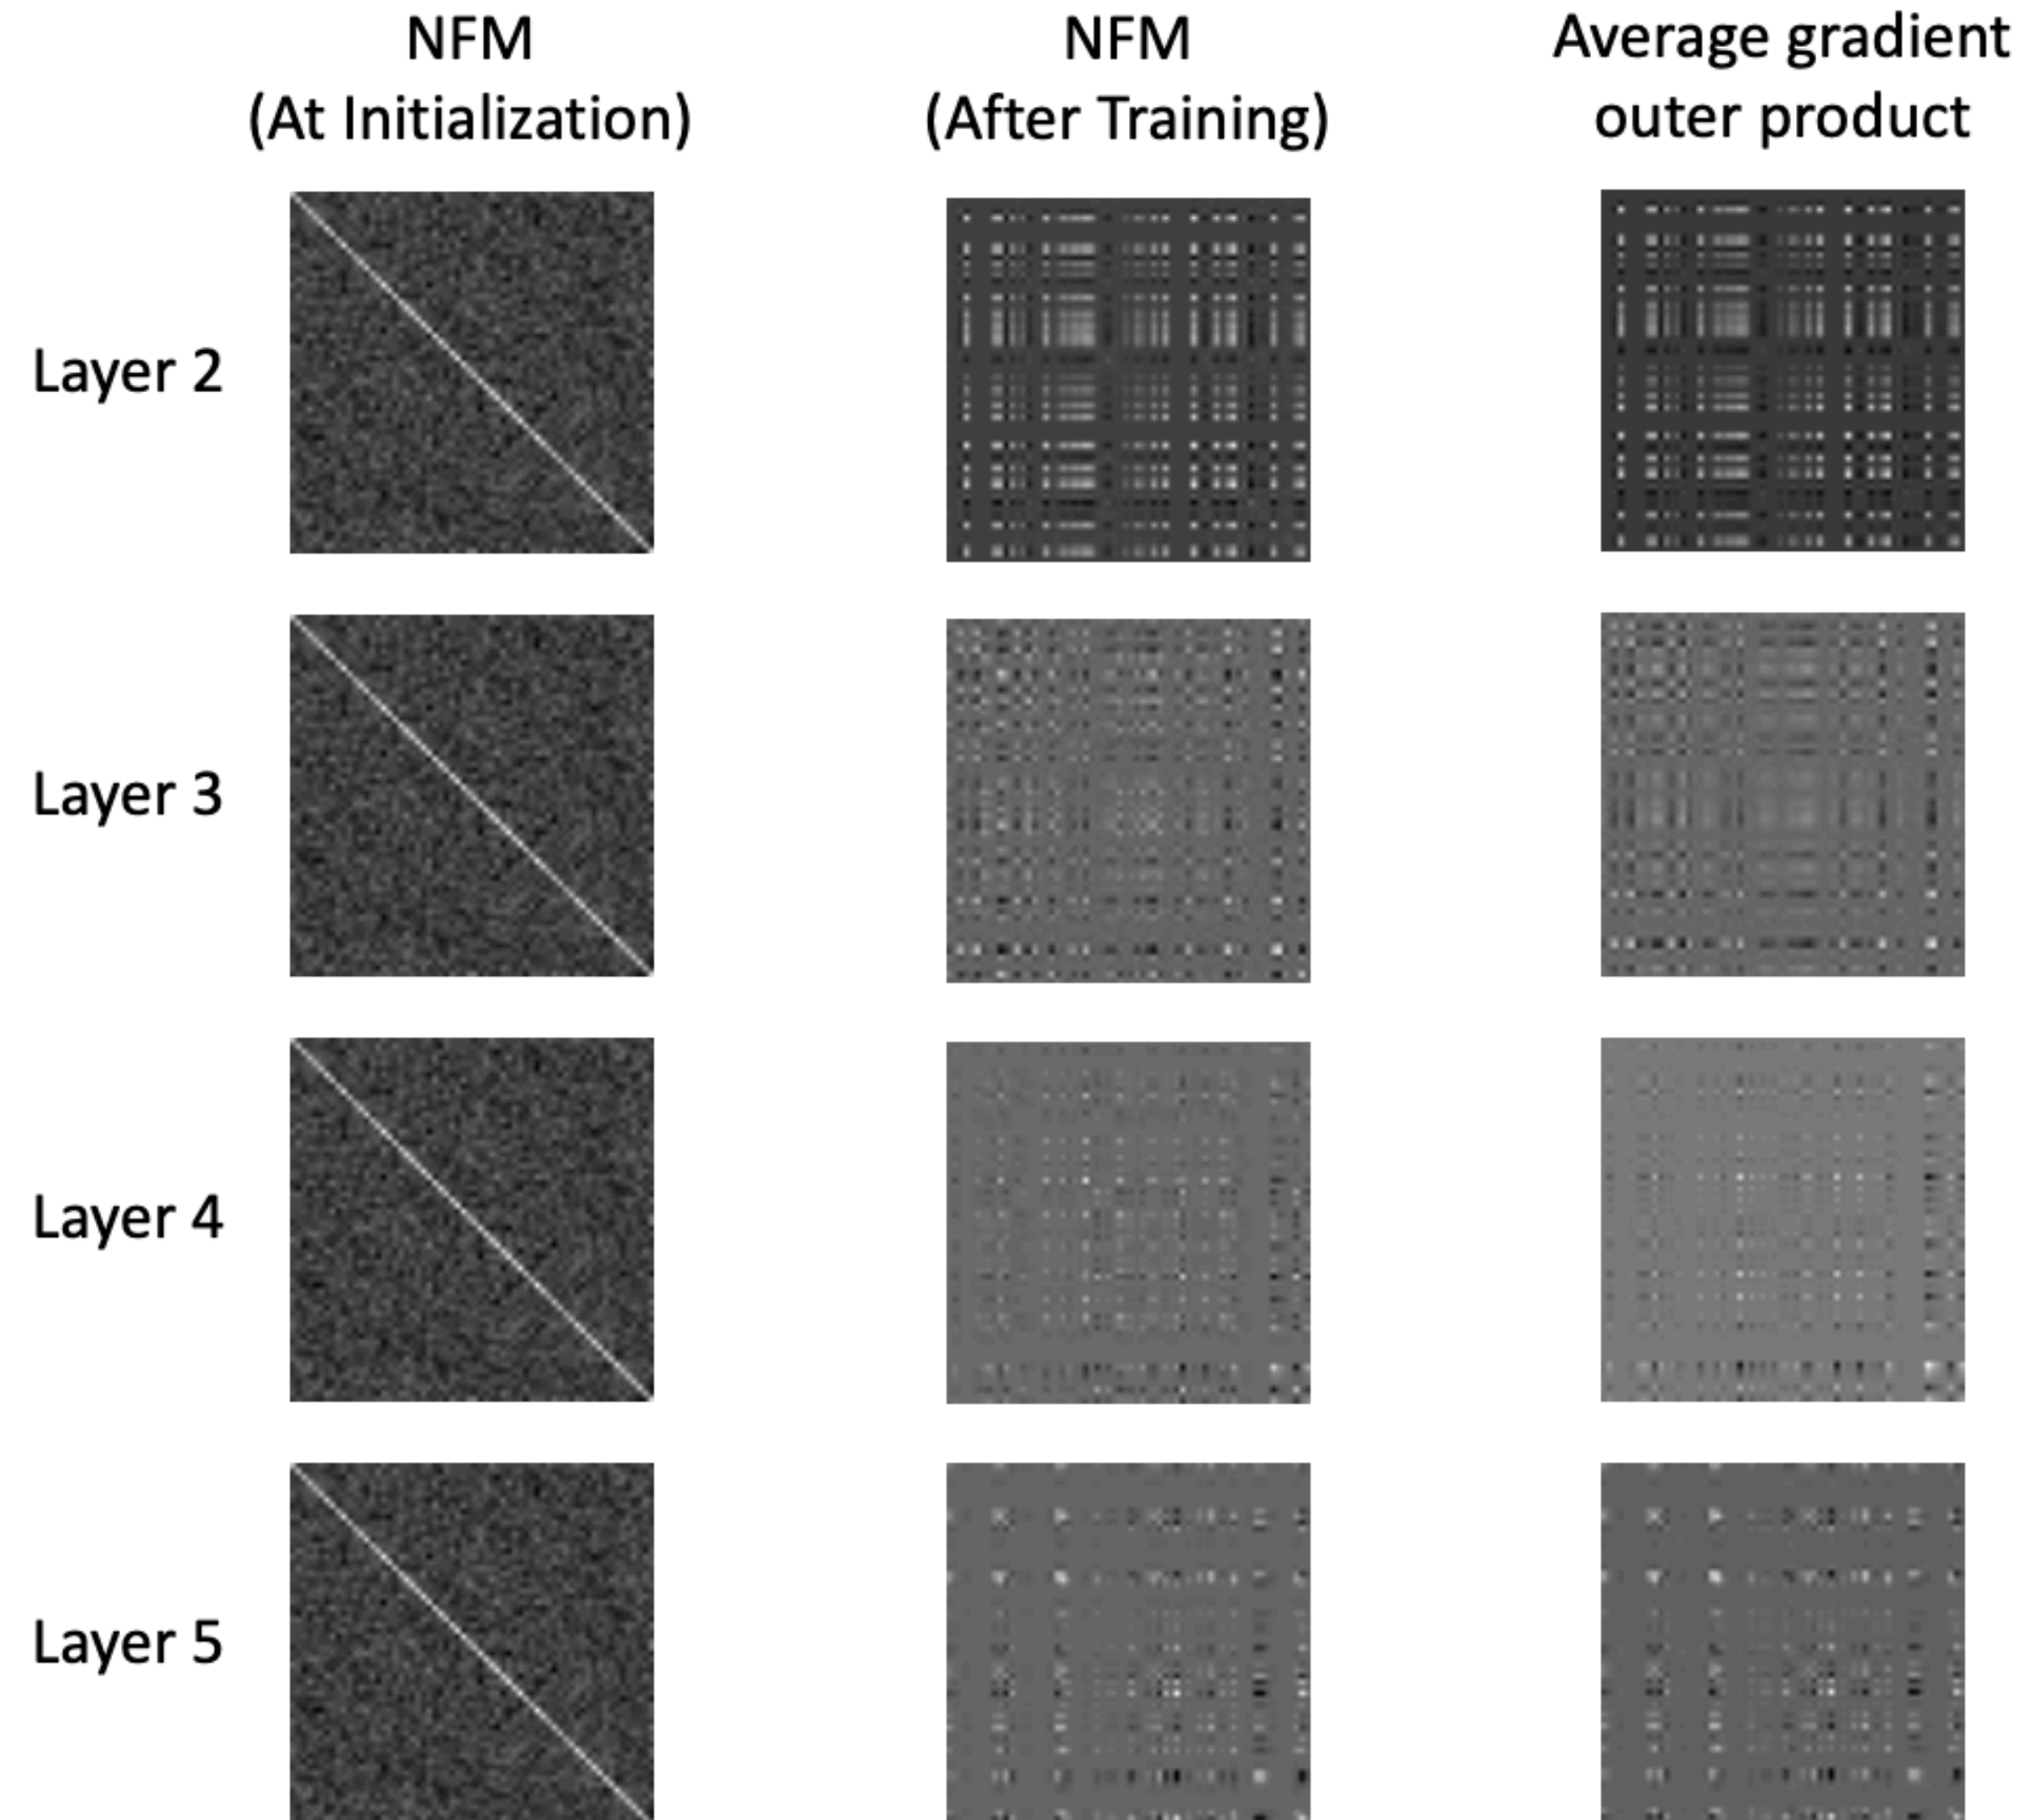 NFM
(At Initialization)
NFM
(After Training)
Average gradient
outer product
Layer 2
Layer 3
Layer 4
Layer 5